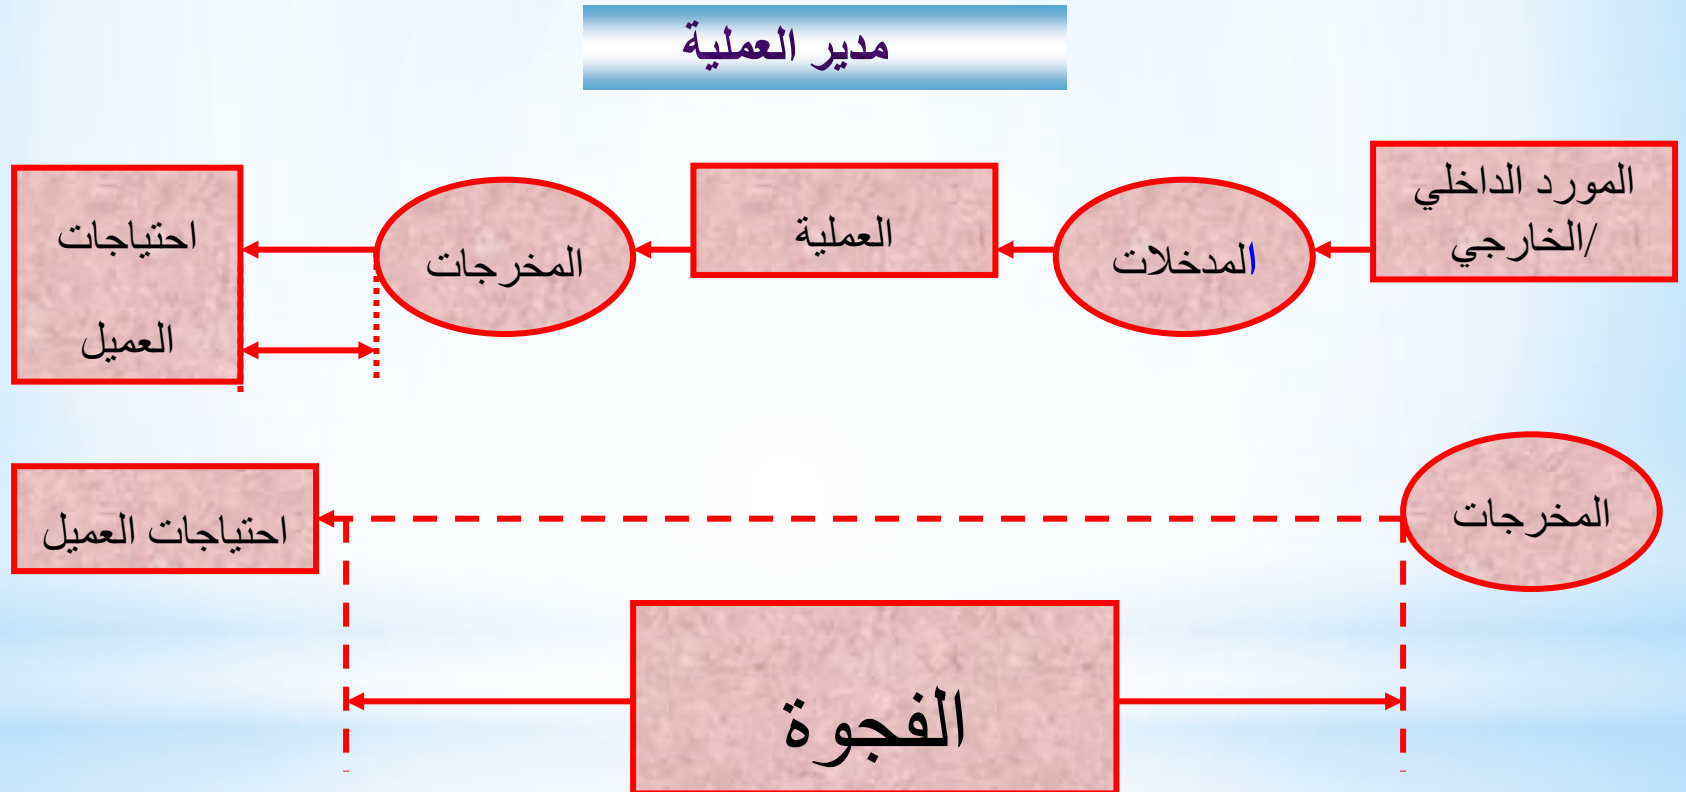 مدير العملية
المورد الداخلي
/الخارجي
المدخلات
العملية
المخرجات
احتياجات
العميل
المخرجات
احتياجات العميل
الفجوة